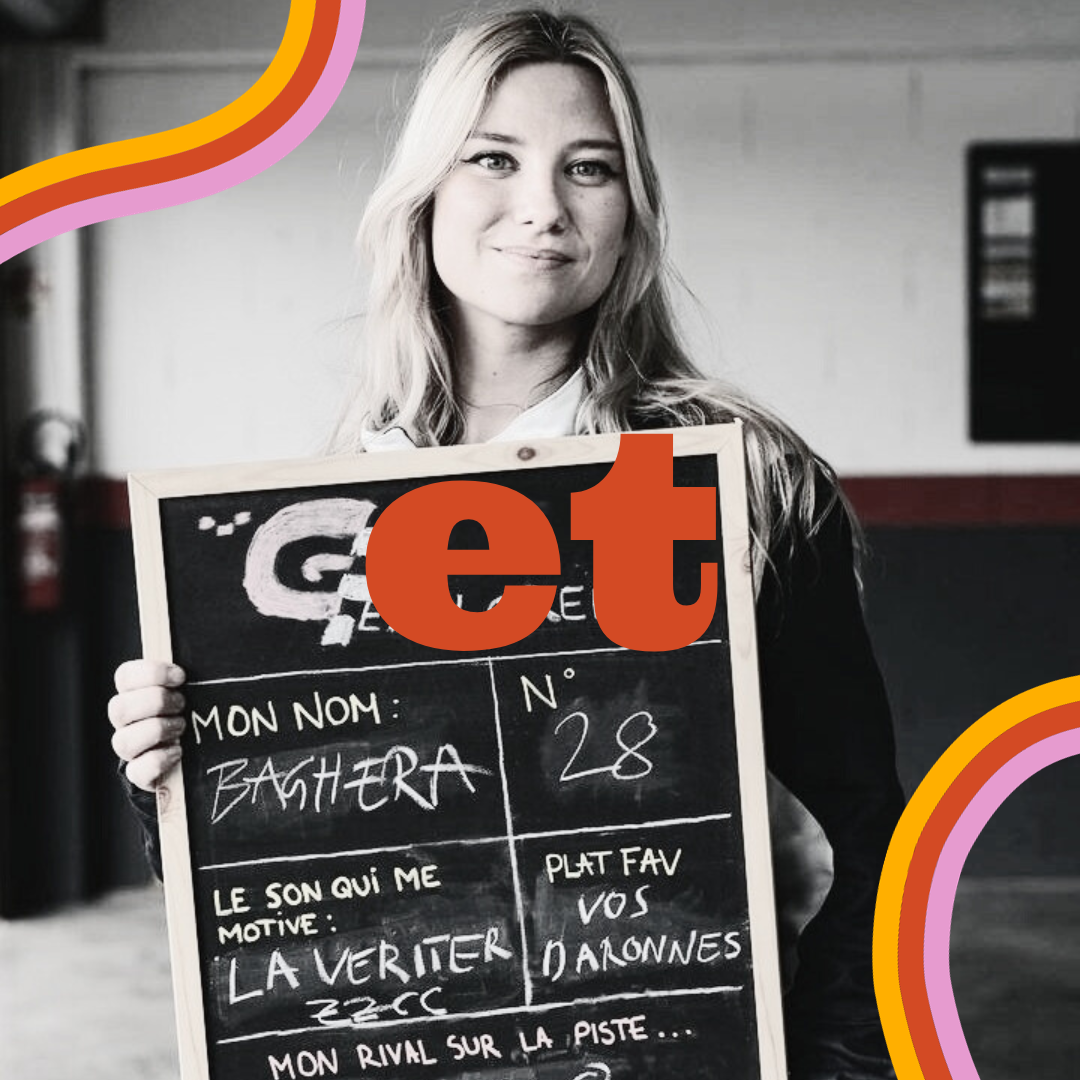 et
MON NOM :
BAGHERA
N°
28
LE SON QUi ME
MOTiVE :
LA VERITER
ZZCC
PLAT FAV
VOS
DARONNES
MON RIVAL SUR LA PISTE...